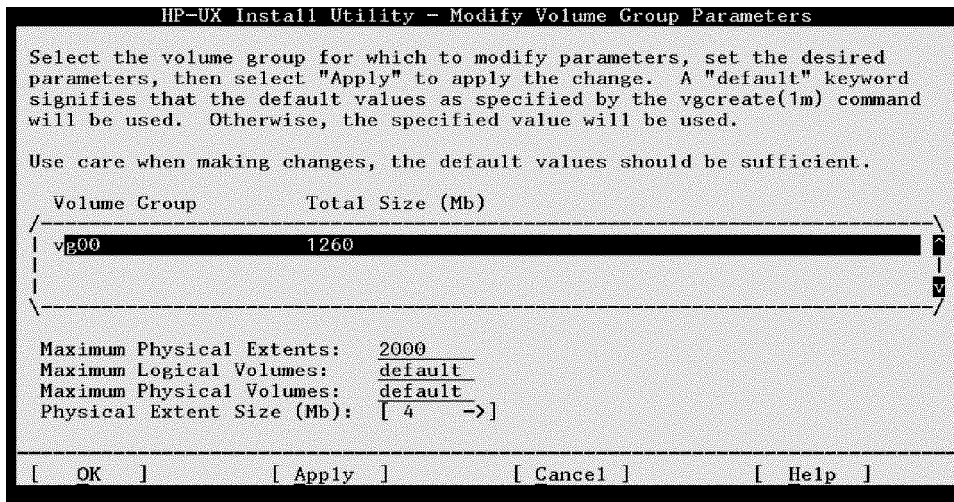 HP-UX Install Utility - Modify Volume Group Parameters
Select the volume group for which to modify parameters, set the desired
parameters, then select "Apply" to apply the change. A "default" keyword
signifies that the default values as specified by the vgcreate(1m) command
will be used. Otherwise, the specified value will be used.
Use care when making changes, the default values should be sufficient.
Volume Group Total Size (Mb)
vg00 1260
Maximum Physical Extents: 2000
Maximum Logical Volumes: default
Maximum Physical Volumes: default
Physical Extent Size (Mb): [ 4 ->]
[ OK ] [ Apply ] [ Cancel ] [ Help ]